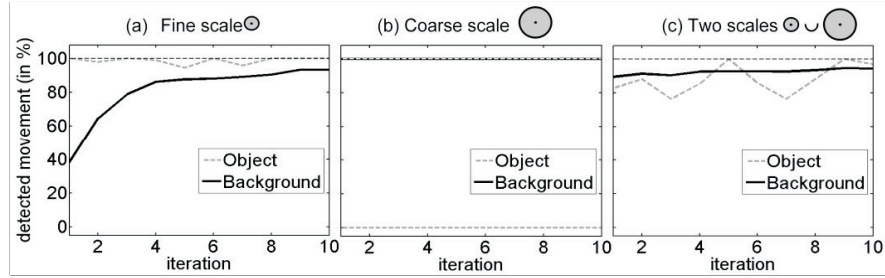 (a) Fine scale
(b) Coarse scale
(c) Two scales
detected movement (in %)
100
80
60
40
20
0
Object
Background
2 4 6 8 10
iteration
Object
Background
2 4 6 8 10
iteration
Object
Background
2 4 6 8 10
iteration